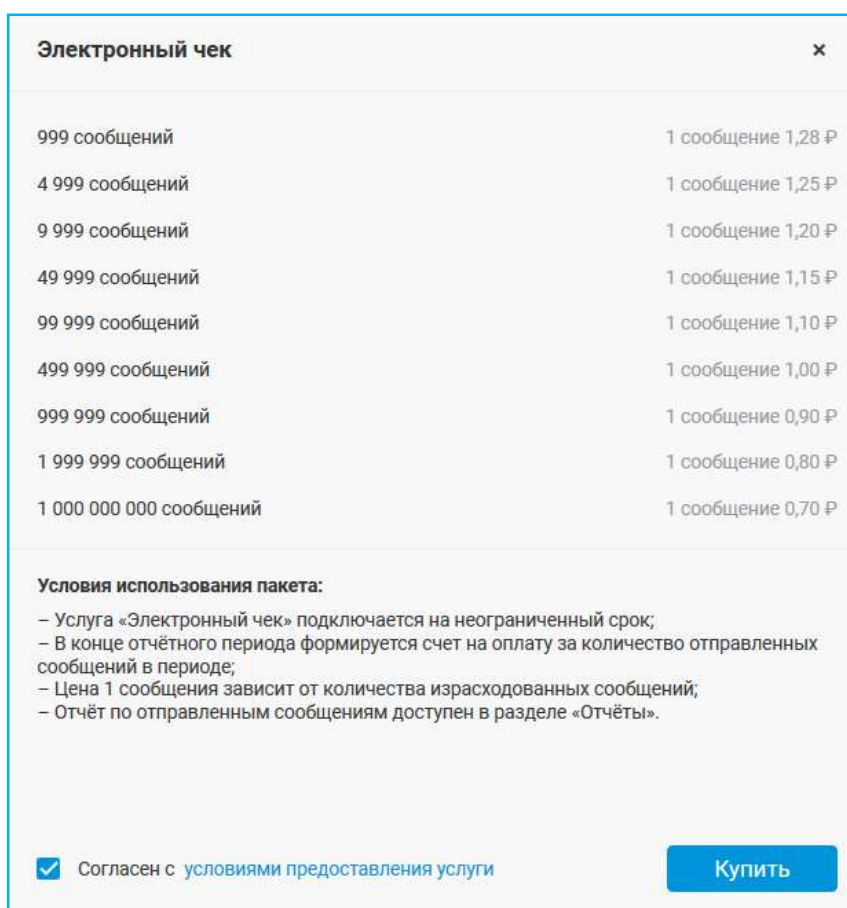 Электронный чек ×
999 сообщений 1 сообщение 1,28 ₽
4 999 сообщений 1 сообщение 1,25 ₽
9 999 сообщений 1 сообщение 1,20 ₽
49 999 сообщений 1 сообщение 1,15 ₽
99 999 сообщений 1 сообщение 1,10 ₽
499 999 сообщений 1 сообщение 1,00 ₽
999 999 сообщений 1 сообщение 0,90 ₽
1 999 999 сообщений 1 сообщение 0,80 ₽
1 000 000 000 сообщений 1 сообщение 0,70 ₽
Условия использования пакета:
– Услуга «Электронный чек» подключается на неограниченный срок;
– В конце отчётного периода формируется счет на оплату за количество отправленных
сообщений в периоде;
– Цена 1 сообщения зависит от количества израсходованных сообщений;
– Отчёт по отправленным сообщениям доступен в разделе «Отчёты».
Согласен с условиями предоставления услуги Купить